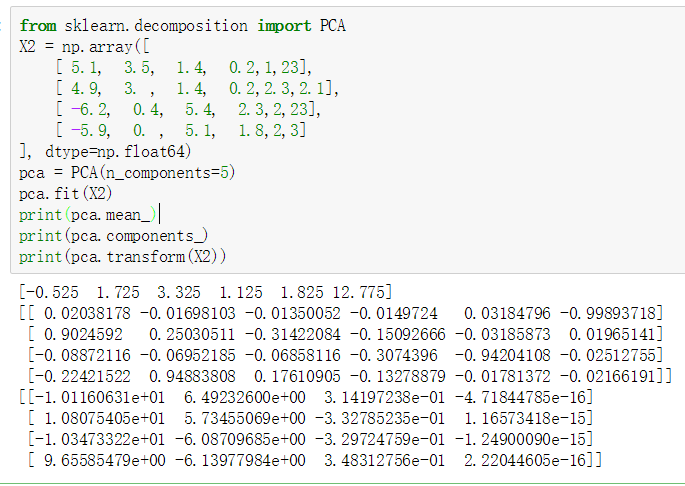 from sklearn.decomposition import PCA
X2 = np.array([
    [ 5.1,  3.5,  1.4,  0.2,1,23],
    [ 4.9,  3. ,  1.4,  0.2,2.3,2.1],
    [ -6.2,  0.4,  5.4,  2.3,2,23],
    [ -5.9,  0. ,  5.1,  1.8,2,3]
], dtype=np.float64)
pca = PCA(n_components=5)
pca.fit(X2)
print(pca.mean_)
print(pca.components_)
print(pca.transform(X2))
[-0.525  1.725  3.325  1.125  1.825 12.775]
[[ 0.02038178 -0.01698103 -0.01350052 -0.0149724   0.03184796 -0.99893718]
 [ 0.9024592   0.25030511 -0.31422084 -0.15092666 -0.03185873  0.01965141]
 [-0.08872116 -0.06952185 -0.06858116 -0.3074396  -0.94204108 -0.02512755]
 [-0.22421522  0.94883808  0.17610905 -0.13278879 -0.01781372 -0.02166191]]
[[-1.01160631e+01  6.49232600e+00  3.14197238e-01 -4.71844785e-16]
 [ 1.08075405e+01  5.73455069e+00 -3.32785235e-01  1.16573418e-15]
 [-1.03473322e+01 -6.08709685e+00 -3.29724759e-01 -1.24900090e-15]
 [ 9.65585479e+00 -6.13977984e+00  3.48312756e-01  2.22044605e-16]]